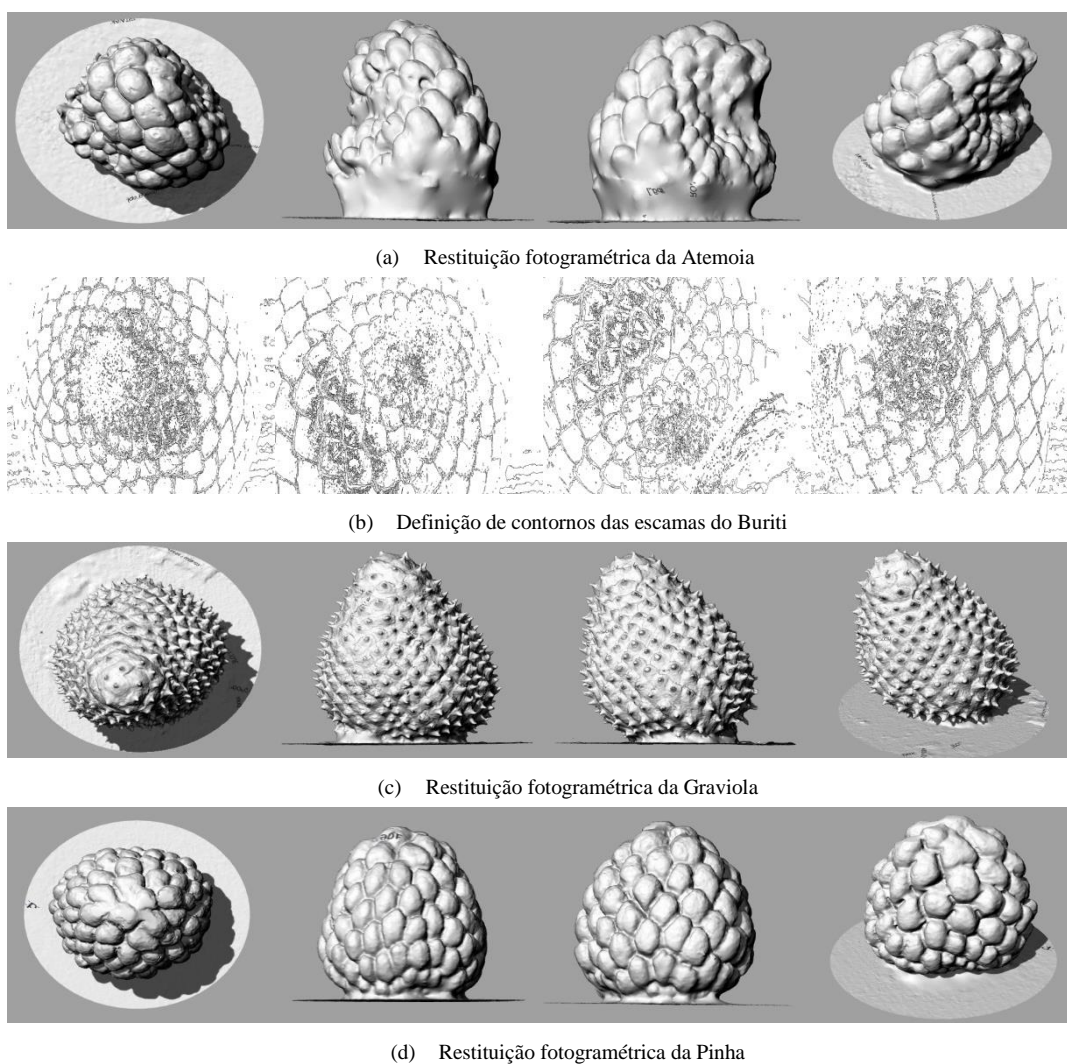 (a) Restituição fotogramétrica da Atemoia
(b) Definição de contornos das escamas do Buriti
(c) Restituição fotogramétrica da Graviola
(d) Restituição fotogramétrica da Pinha